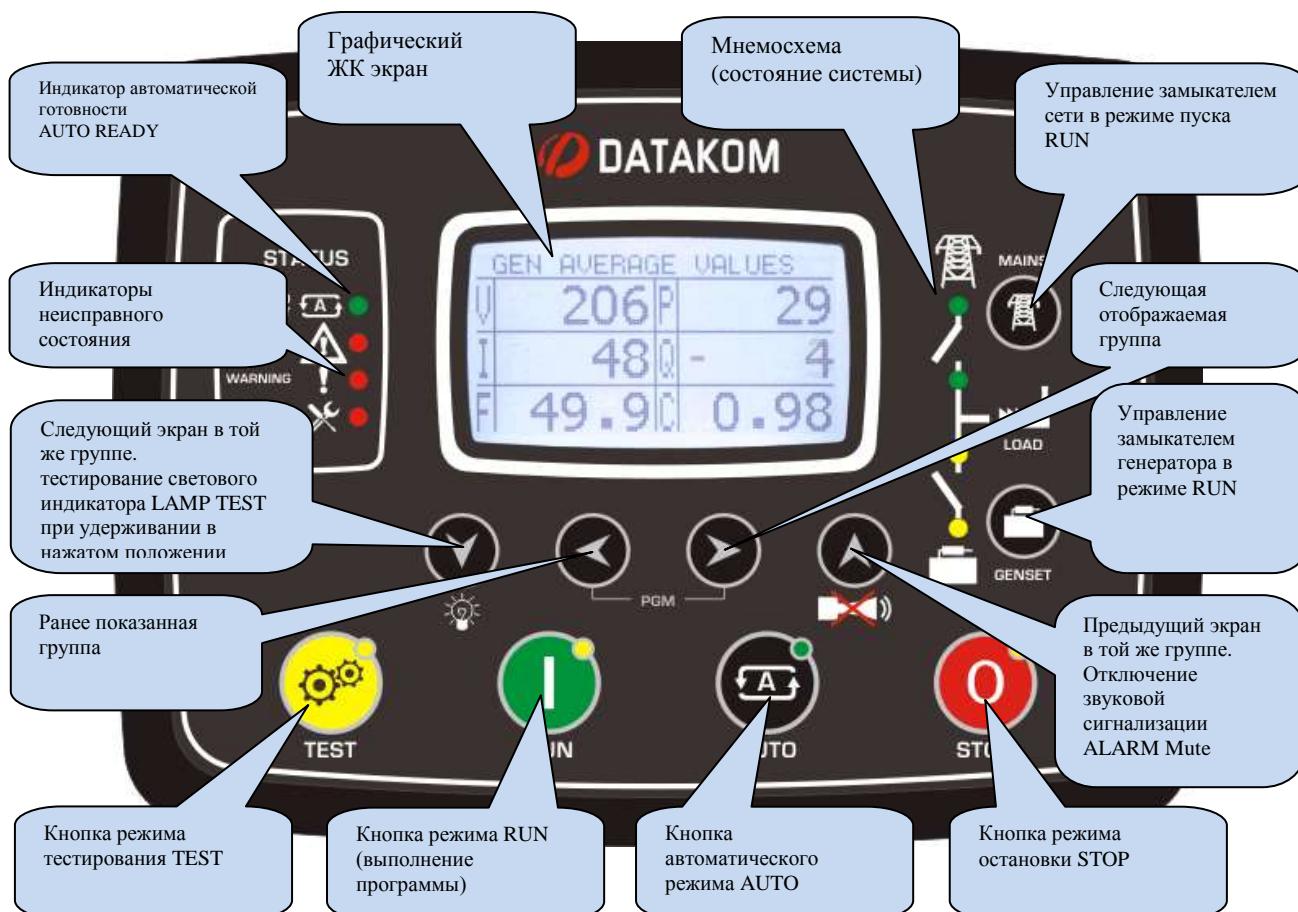 Графический
ЖК экран
Мнемосхема
(состояние системы)
Индикатор автоматической
готовности
AUTO READY
Управление замыкателем
сети в режиме пуска
RUN
DATAKOM
STATUS
GEN AVERAGE VALUES
V 206 P 29
I 48 Q - 4
F 49.9 C 0.98
MAINS
Индикаторы
неисправного
состояния
A
WARNING
Следующая
отображаемая
группа
LOAD
Следующий экран в той
же группе.
тестирование светового
индикатора LAMP TEST
при удерживании в
нажатом положении
Управление
замыкателем
генератора в
режиме RUN
GENSET
PGM
Ранее показанная
группа
Предыдущий экран
в той же группе.
Отключение
звуковой
сигнализации
ALARM Mute
I
A
O
TEST
UN
UTO
STO
Кнопка режима
тестирования TEST
Кнопка режима RUN
(выполнение
программы)
Кнопка
автоматического
режима AUTO
Кнопка режима
остановки STOP